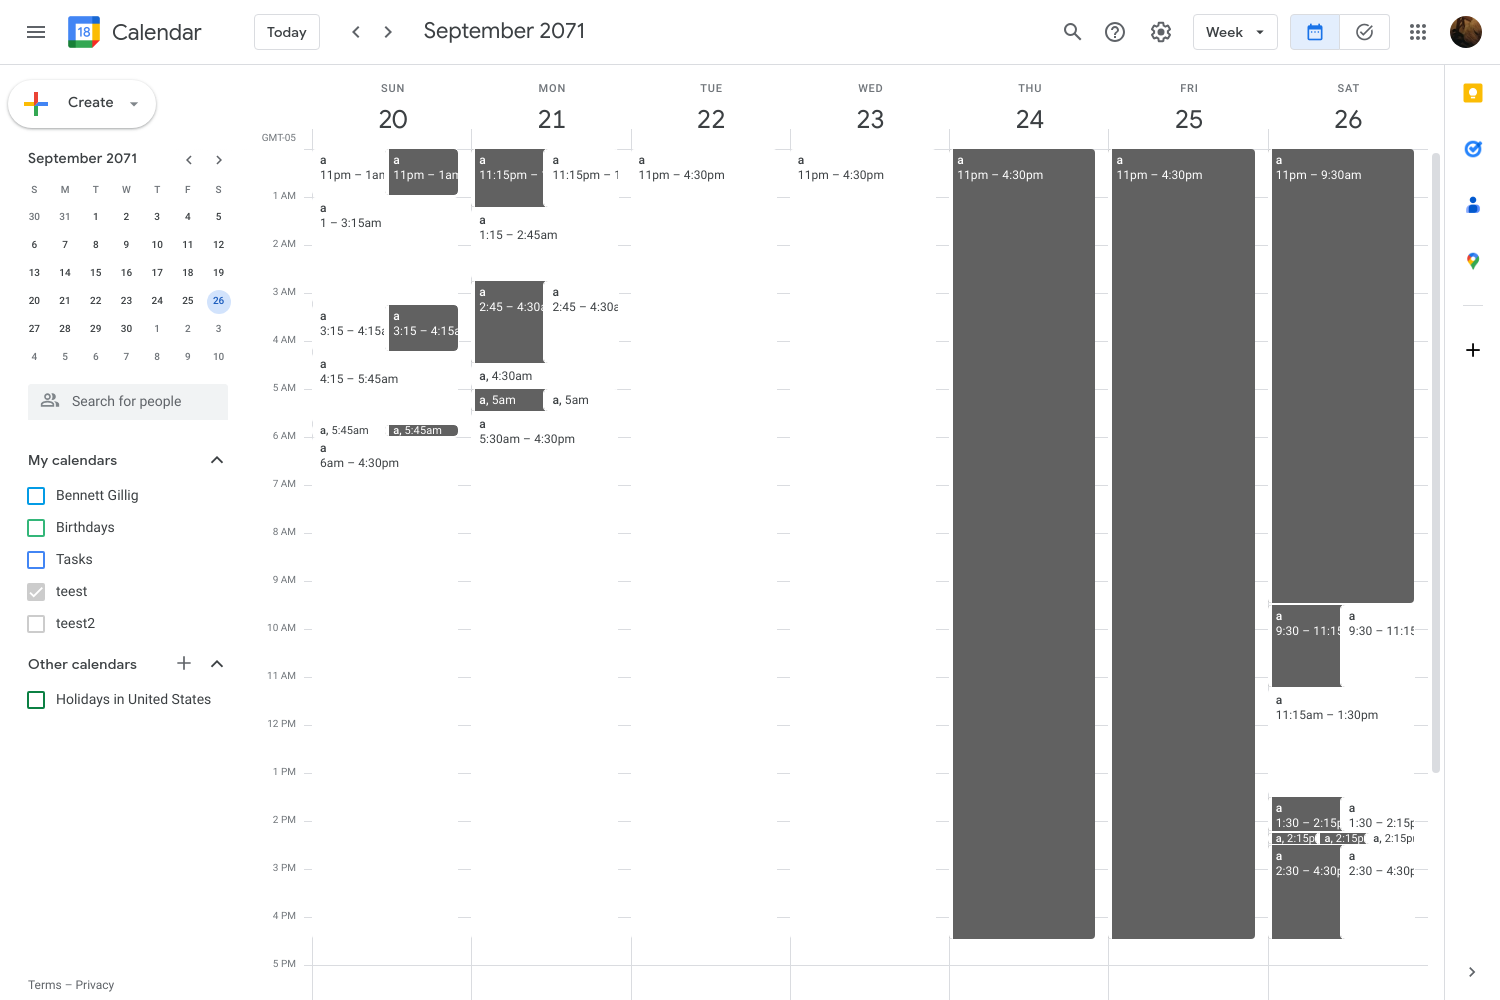 18 Calendar
Today
September 2071
Week
Create
September 2071
S M T W T F S
30 31 1 2 3 4 5
6 7 8 9 10 11 12
13 14 15 16 17 18 19
20 21 22 23 24 25 26
27 28 29 30 1 2 3
4 5 6 7 8 9 10
Search for people
My calendars
Bennett Gillig
Birthdays
Tasks
teest
teest2
Other calendars
Holidays in United States
Terms – Privacy
SUN MON TUE WED THU FRI SAT
20 21 22 23 24 25 26
GMT-05
1 AM
2 AM
3 AM
4 AM
5 AM
6 AM
7 AM
8 AM
9 AM
10 AM
11 AM
12 PM
1 PM
2 PM
3 PM
4 PM
5 PM
a
11pm – 1am
a
11pm – 1am
a
1 – 3:15am
a
3:15 – 4:15a
a
3:15 – 4:15a
a
4:15 – 5:45am
a, 5:45am
a, 5:45am
a
6am – 4:30pm
a
11:15pm –
a
11:15pm – 1
a
1:15 – 2:45am
a
2:45 – 4:30a
a
2:45 – 4:30a
a, 4:30am
a, 5am
a, 5am
a
5:30am – 4:30pm
a
11pm – 4:30pm
a
11pm – 4:30pm
a
11pm – 4:30pm
a
11pm – 4:30pm
a
11pm – 9:30am
a
9:30 – 11:15
a
9:30 – 11:15
a
11:15am – 1:30pm
a
1:30 – 2:15p
a
1:30 – 2:15p
a, 2:15p
a, 2:15p
a, 2:15p
a
2:30 – 4:30p
a
2:30 – 4:30p